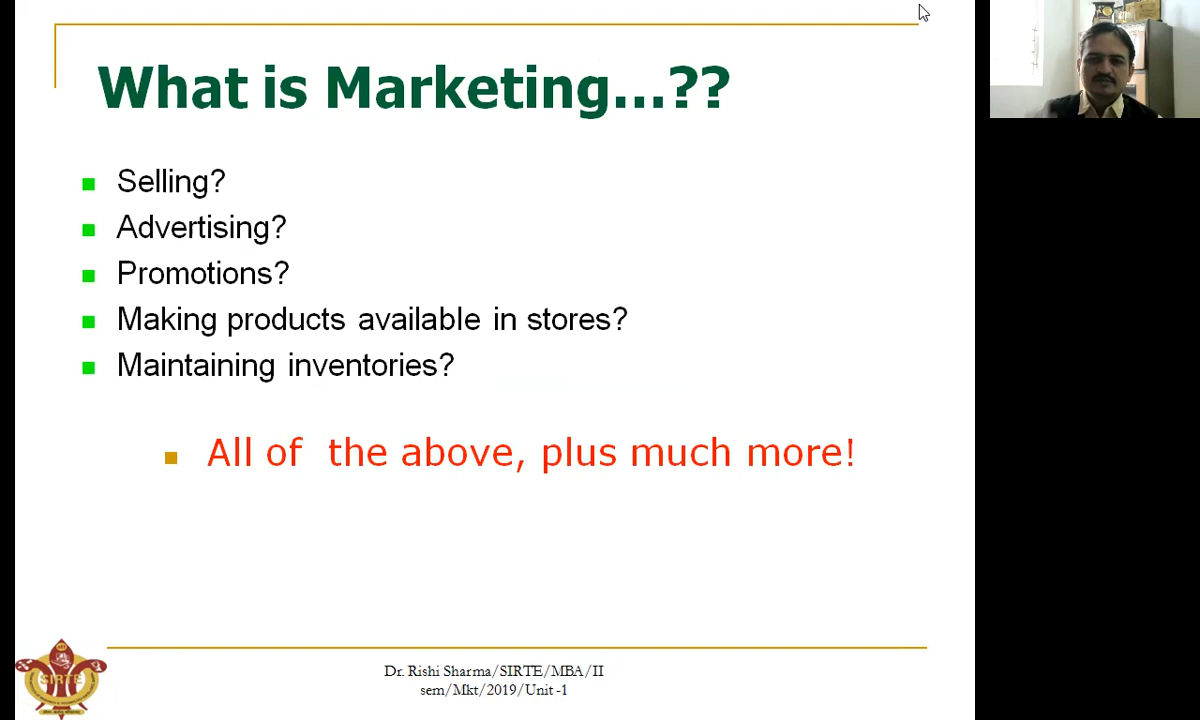 What is Marketing...??
Selling?
Advertising?
Promotions?
Making products available in stores?
Maintaining inventories?
All of the above, plus much more!
Dr. Rishi Sharma/SIRTE/MBA/II
sem/Mkt/2019/Unit -1
SIRTE